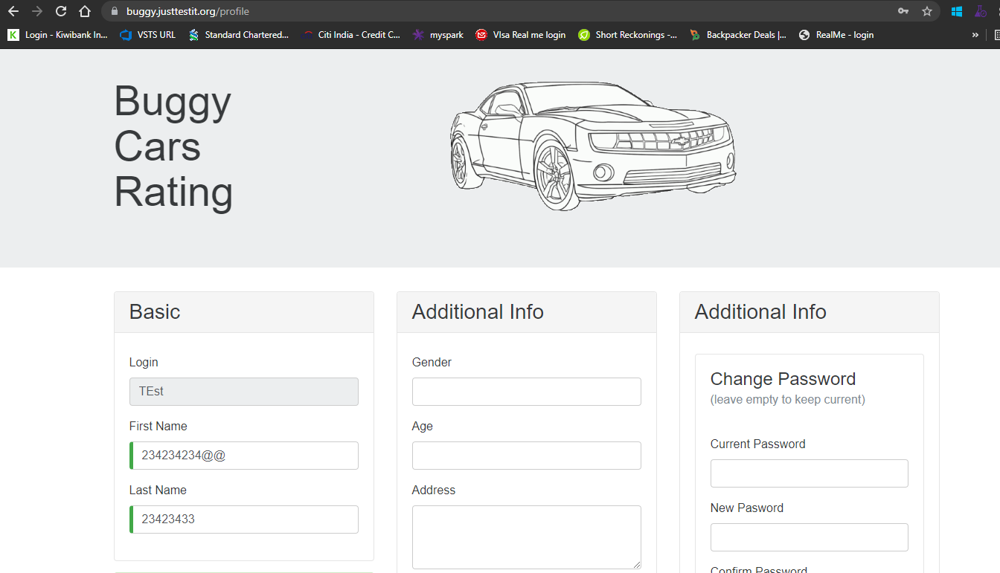 buggy.justtestit.org/profile
K Login - Kiwibank In... VSTS URL Standard Chartered... Citi India - Credit C... myspark VIsa Real me login Short Reckonings -... Backpacker Deals |... RealMe - login »
Buggy
Cars
Rating
Basic
Login
TEst
First Name
234234234@@
Last Name
23423433
Additional Info
Gender
Age
Address
Additional Info
Change Password
(leave empty to keep current)
Current Password
New Pasword
Confirm Password